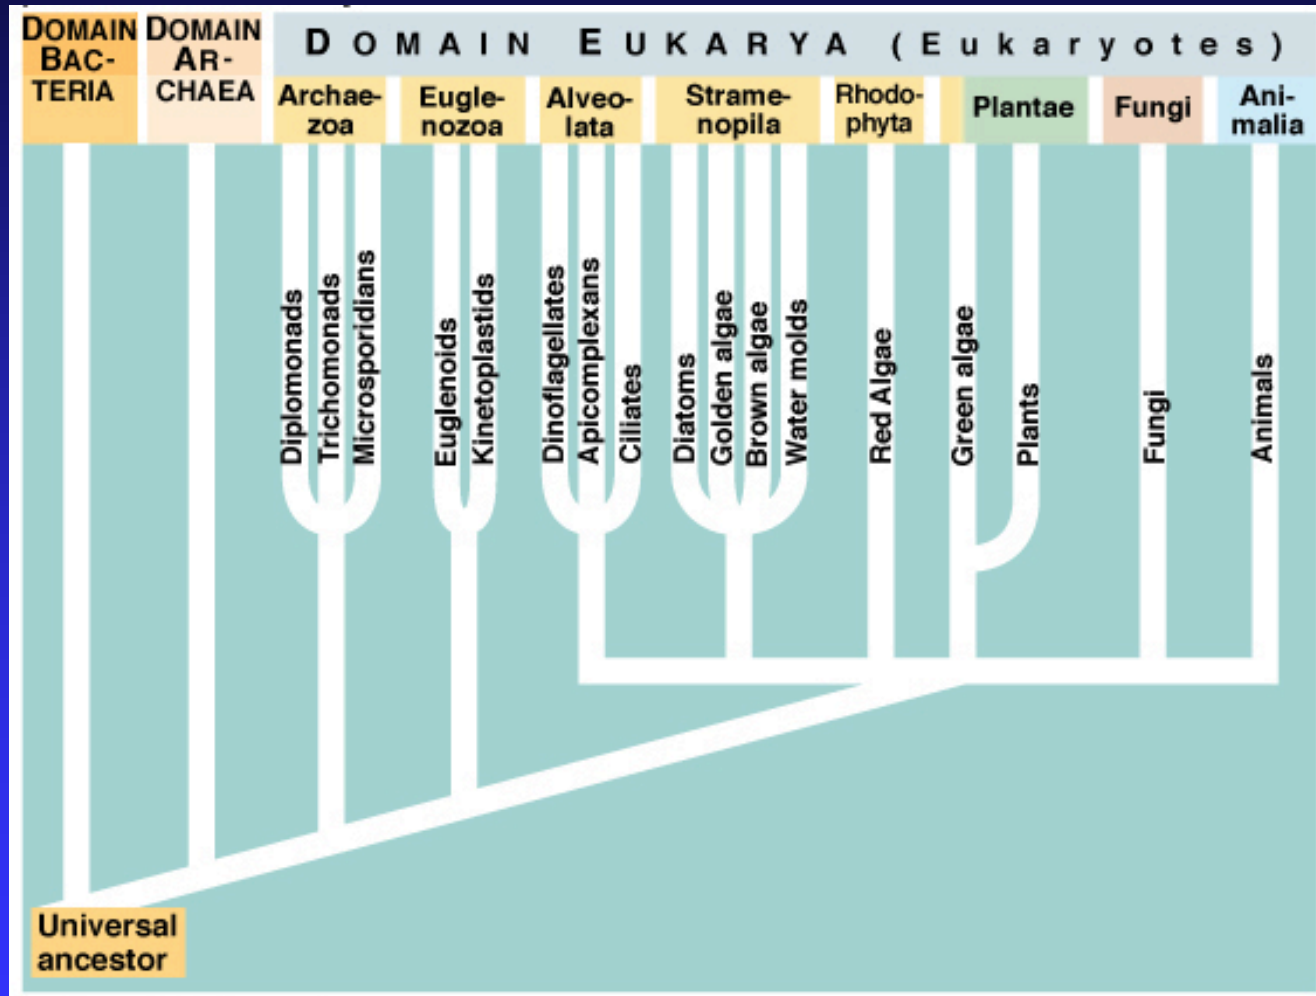 DOMAIN BAC-
TERIA
DOMAIN AR-
CHAEA
DOMAIN EUKARYA (Eukaryotes)
Archae-
zoa
Eugle-
nozoa
Alveo-
lata
Strame-
nopila
Rhodo-
phyta
Plantae
Fungi
Ani-
malia
Diplomonads
Trichomonads
Microsporidians
Euglenoids
Kinetoplastids
Dinoflagellates
Apicomplexans
Ciliates
Diatoms
Golden algae
Brown algae
Water molds
Red Algae
Green algae
Plants
Fungi
Animals
Universal
ancestor